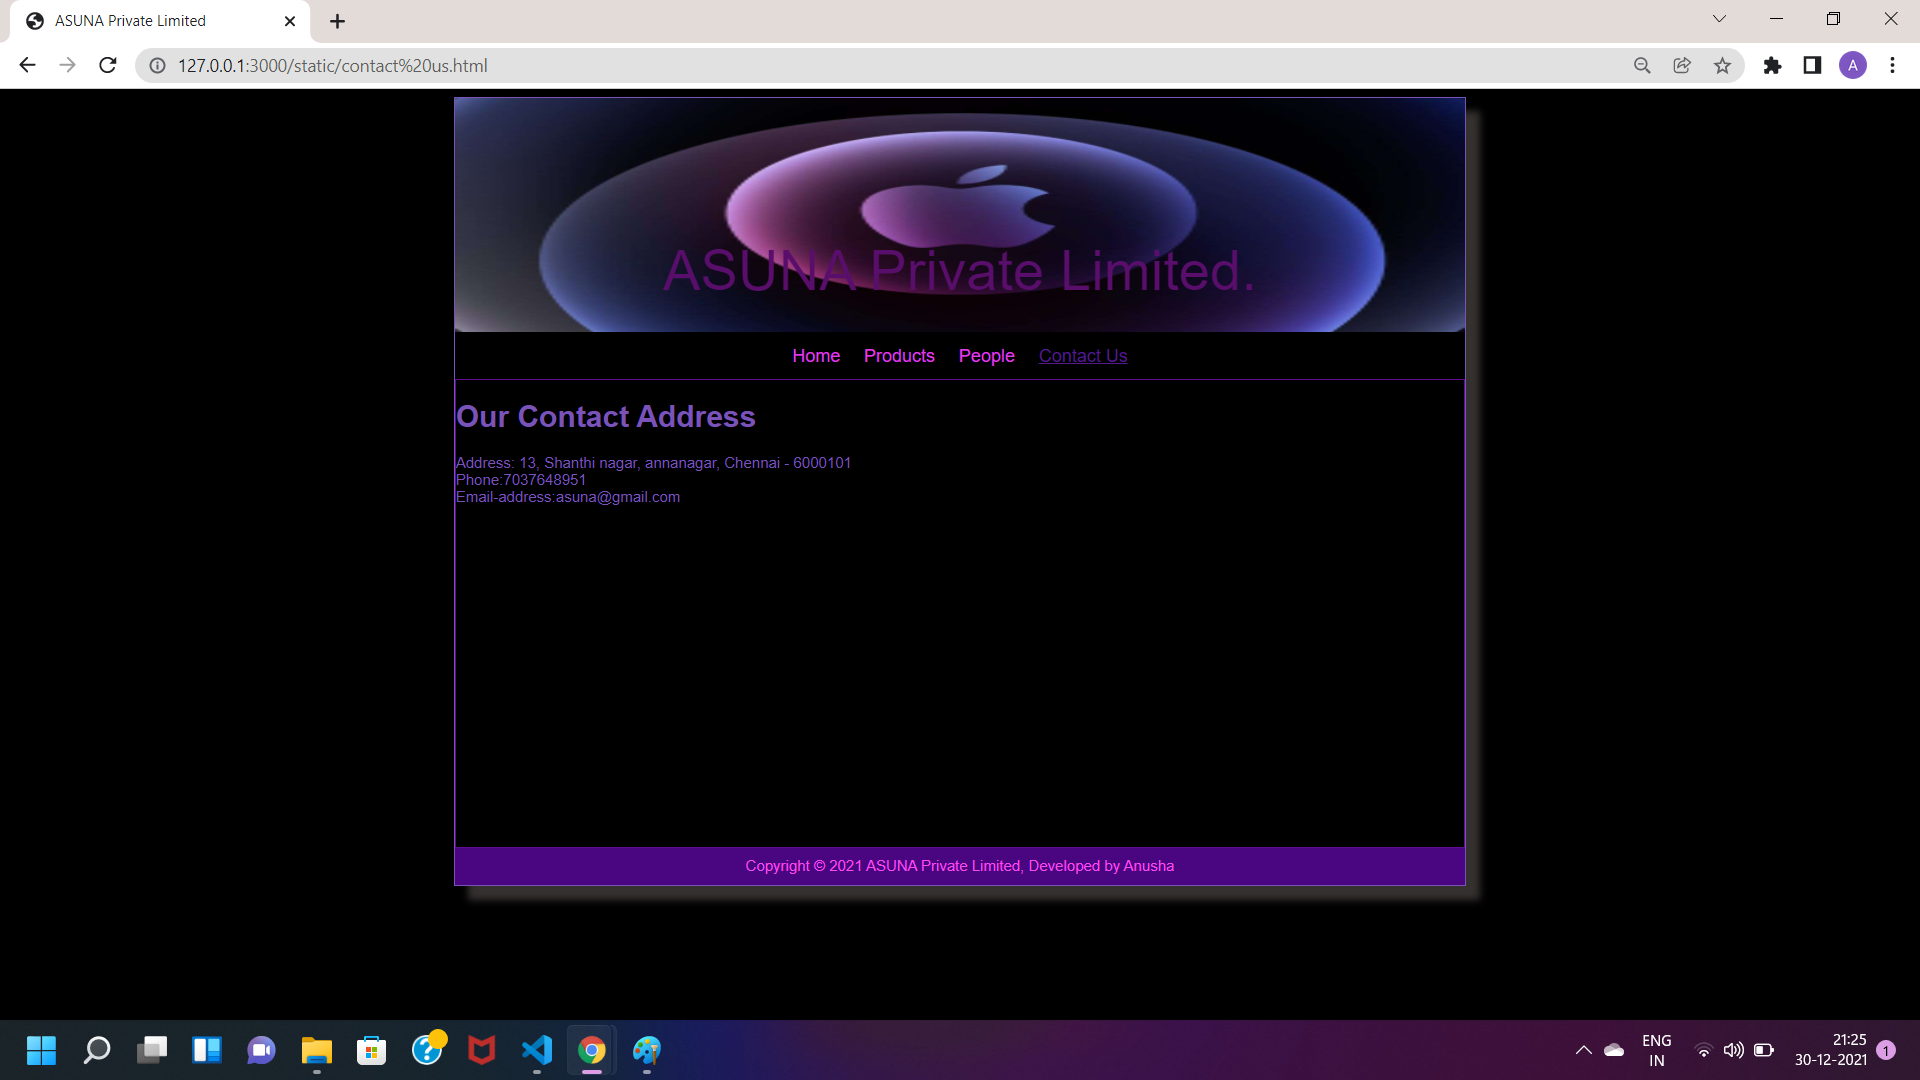 ASUNA Private Limited
127.0.0.1:3000/static/contact%20us.html
A
ASUNA Private Limited.
Home Products People Contact Us
Our Contact Address
Address: 13, Shanthi nagar, annanagar, Chennai - 6000101
Phone:7037648951
Email-address:asuna@gmail.com
Copyright © 2021 ASUNA Private Limited, Developed by Anusha
ENG
IN
21:25
30-12-2021
1